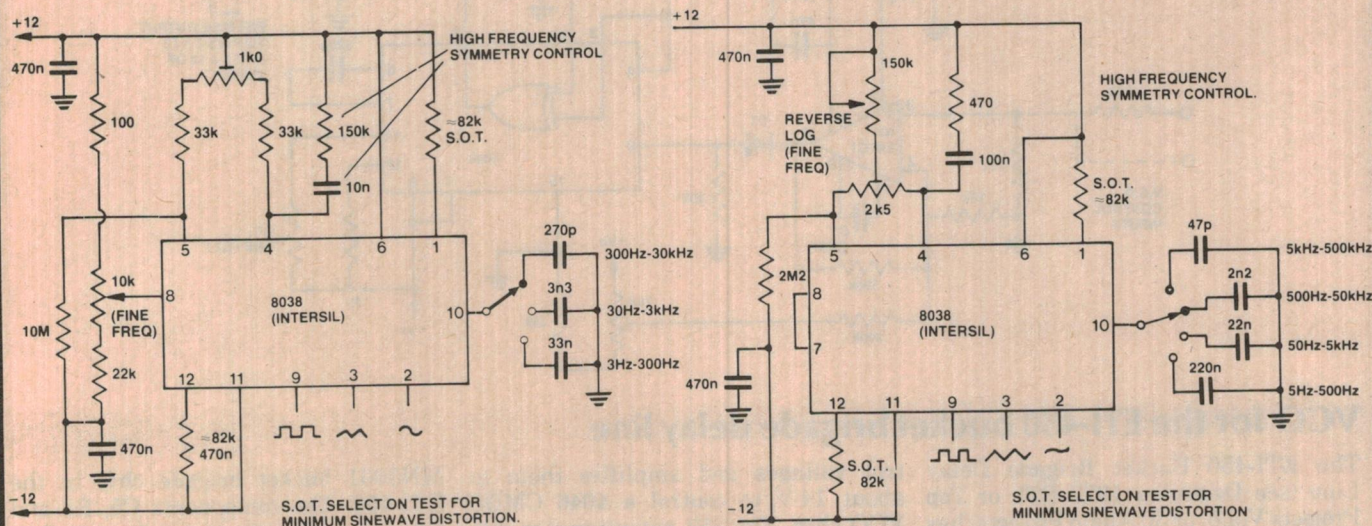 +12
470n
100
1k0
HIGH FREQUENCY
SYMMETRY CONTROL
33k
33k
150k
10n
≈82k
S.O.T.
5
4
6
1
10k
8
(FINE
FREQ)
10M
22k
8038
(INTERSIL)
10
270p
300Hz-30kHz
3n3
30Hz-3kHz
33n
3Hz-300Hz
12
11
9
3
2
≈82k
470n
470n
-12
S.O.T. SELECT ON TEST FOR
MINIMUM SINEWAVE DISTORTION.
+12
470n
150k
REVERSE
LOG
(FINE
FREQ)
470
100n
HIGH FREQUENCY
SYMMETRY CONTROL.
2k5
S.O.T.
≈82k
5
4
6
1
2M2
8
7
8038
(INTERSIL)
10
47p
5kHz-500kHz
2n2
500Hz-50kHz
22n
50Hz-5kHz
220n
5Hz-500Hz
470n
12
11
9
3
2
S.O.T.
82k
-12
S.O.T. SELECT ON TEST FOR
MINIMUM SINEWAVE DISTORTION